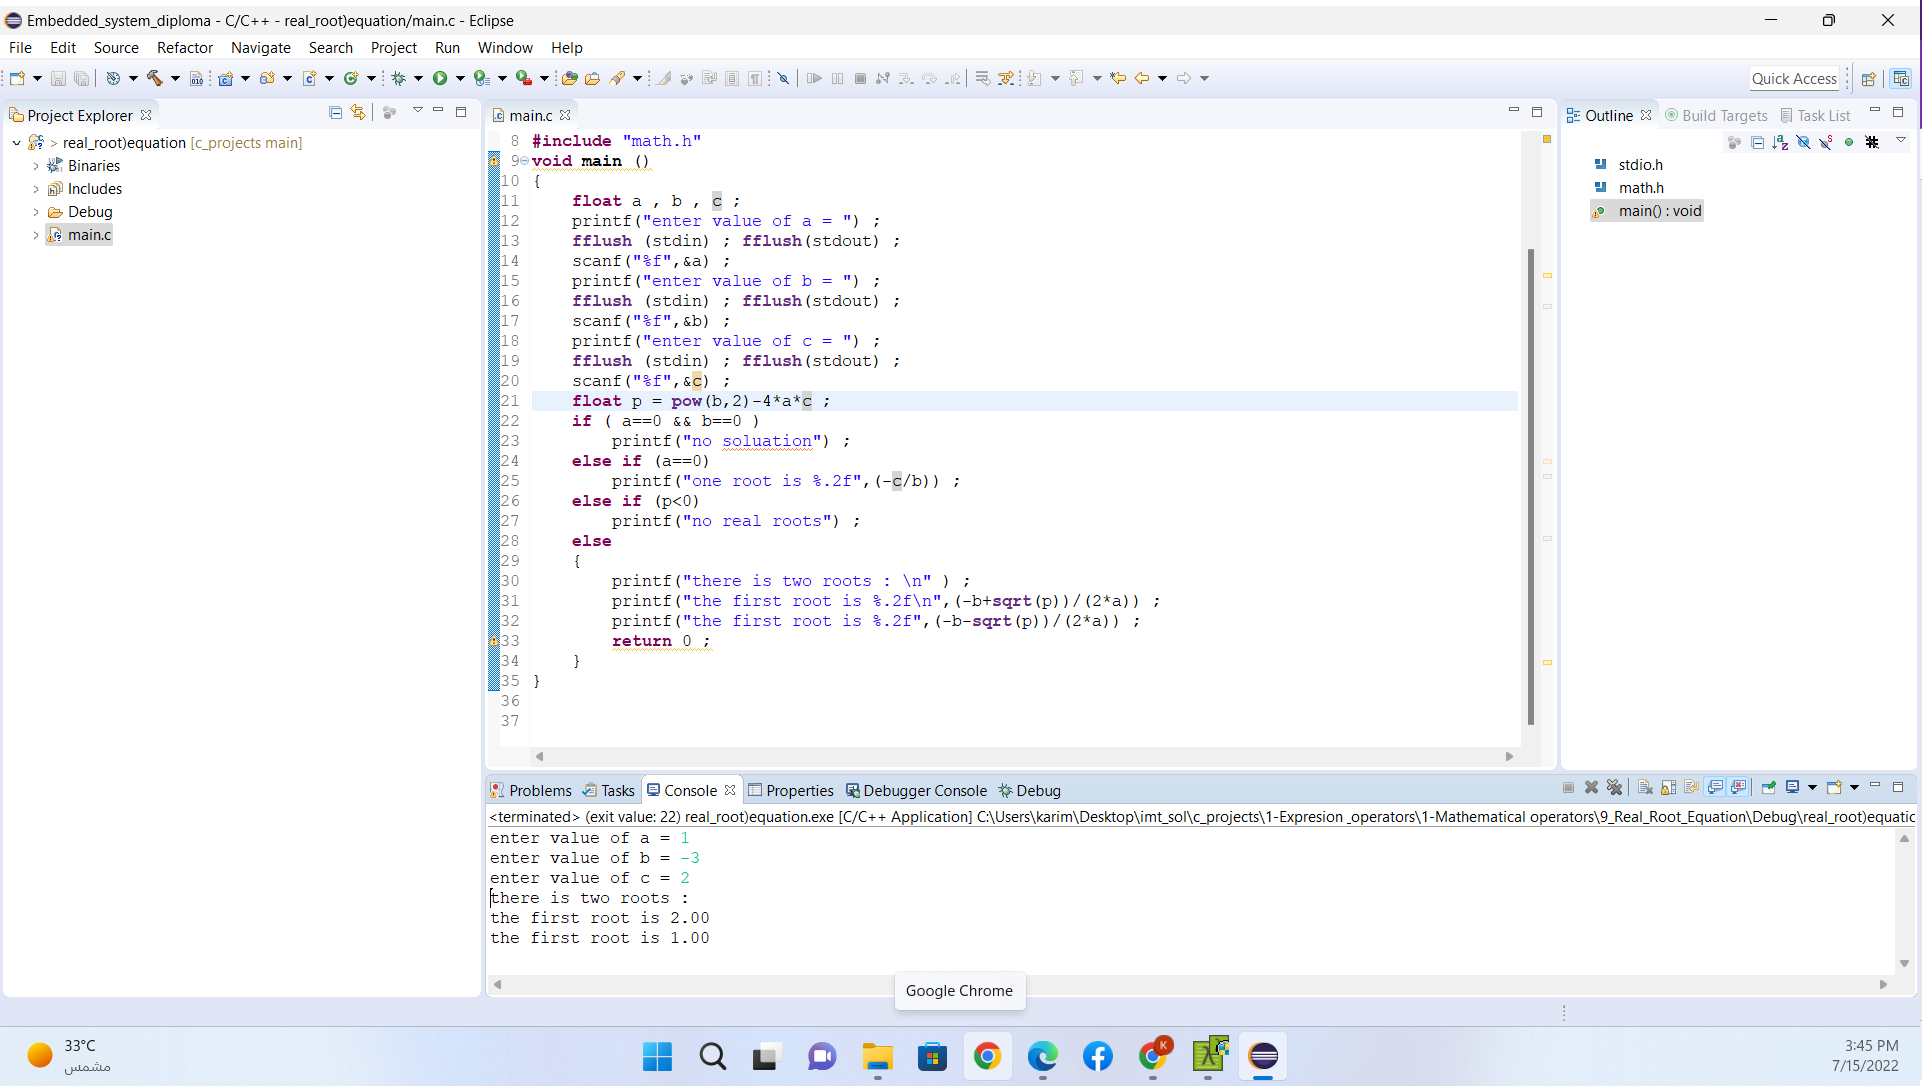 Embedded_system_diploma - C/C++ - real_root)equation/main.c - Eclipse
File Edit Source Refactor Navigate Search Project Run Window Help
Quick Access
Project Explorer
> real_root)equation [c_projects main]
Binaries
Includes
Debug
main.c
main.c
8 #include "math.h"
9 void main ()
10 {
11 float a , b , c ;
12 printf("enter value of a = ") ;
13 fflush (stdin) ; fflush(stdout) ;
14 scanf("%f",&a) ;
15 printf("enter value of b = ") ;
16 fflush (stdin) ; fflush(stdout) ;
17 scanf("%f",&b) ;
18 printf("enter value of c = ") ;
19 fflush (stdin) ; fflush(stdout) ;
20 scanf("%f",&c) ;
21 float p = pow(b,2)-4*a*c ;
22 if ( a==0 && b==0 )
23 printf("no soluation") ;
24 else if (a==0)
25 printf("one root is %.2f",(-c/b)) ;
26 else if (p<0)
27 printf("no real roots") ;
28 else
29 {
30 printf("there is two roots : \n" ) ;
31 printf("the first root is %.2f\n",(-b+sqrt(p))/(2*a)) ;
32 printf("the first root is %.2f",(-b-sqrt(p))/(2*a)) ;
33 return 0 ;
34 }
35 }
36
37
Outline Build Targets Task List
stdio.h
math.h
main() : void
Problems Tasks Console Properties Debugger Console Debug
<terminated> (exit value: 22) real_root)equation.exe [C/C++ Application] C:\Users\karim\Desktop\imt_sol\c_projects\1-Expresion _operators\1-Mathematical operators\9_Real_Root_Equation\Debug\real_root)equatic
enter value of a = 1
enter value of b = -3
enter value of c = 2
there is two roots :
the first root is 2.00
the first root is 1.00
Google Chrome
33°C
مشمس
K
3:45 PM
7/15/2022